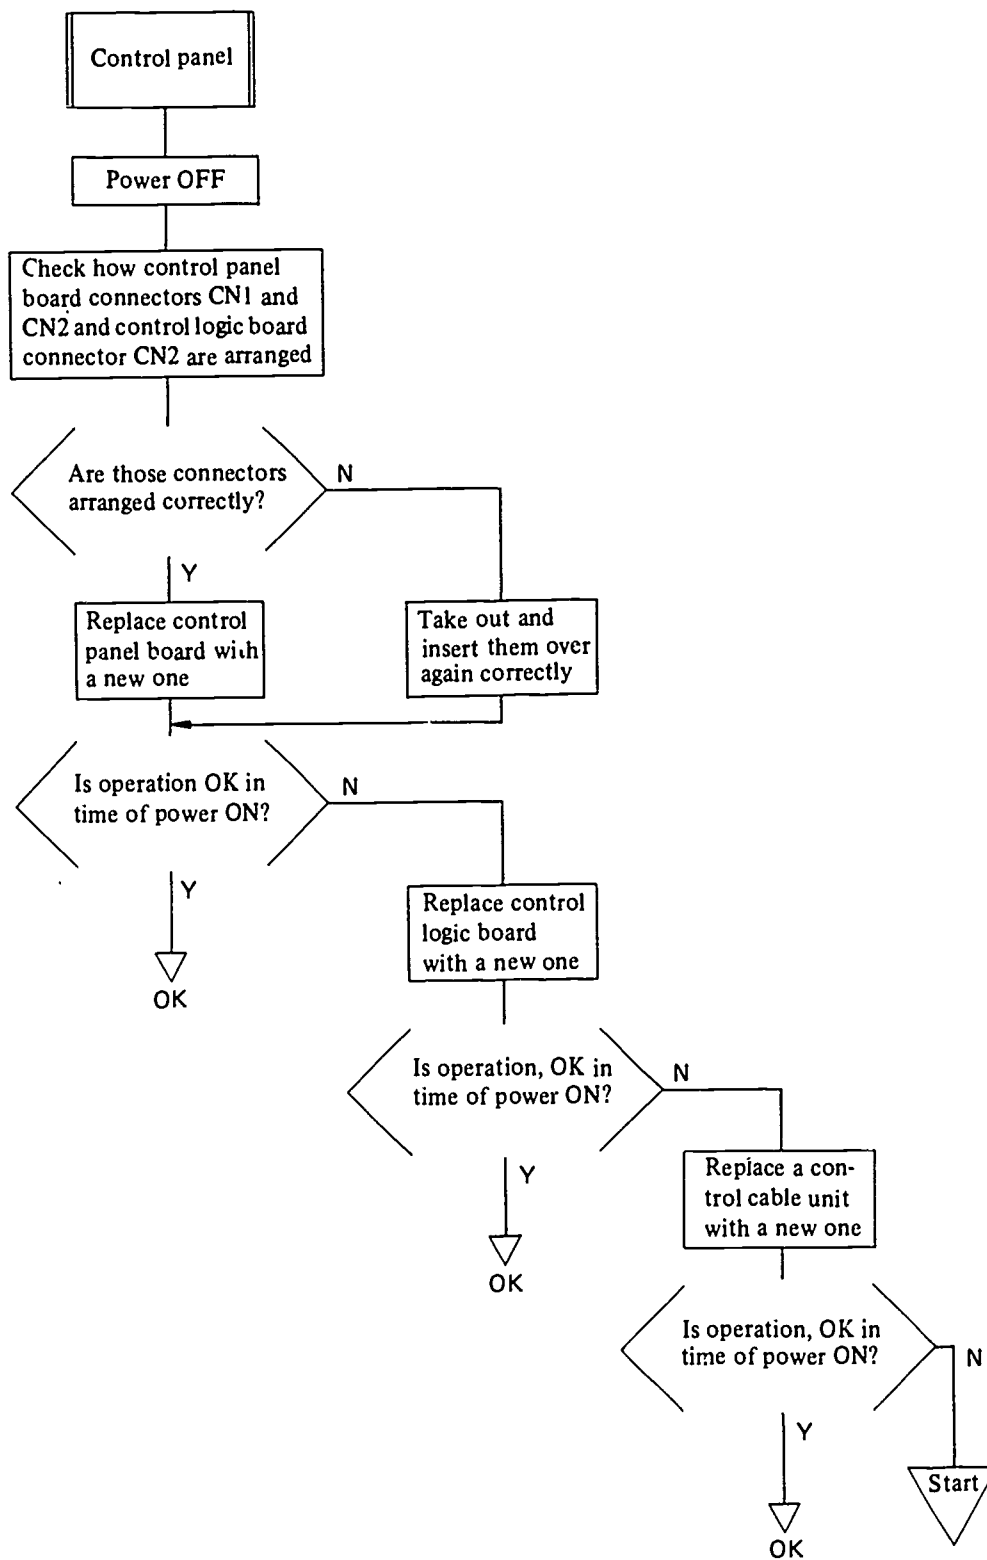 Control panel
Power OFF
Check how control panel
board connectors CN1 and
CN2 and control logic board
connector CN2 are arranged
Are those connectors
arranged correctly?
N
Y
Replace control
panel board with
a new one
Take out and
insert them over
again correctly
Is operation OK in
time of power ON?
N
Y
OK
Replace control
logic board
with a new one
Is operation, OK in
time of power ON?
N
Y
OK
Replace a con-
trol cable unit
with a new one
Is operation, OK in
time of power ON?
N
Y
OK
Start